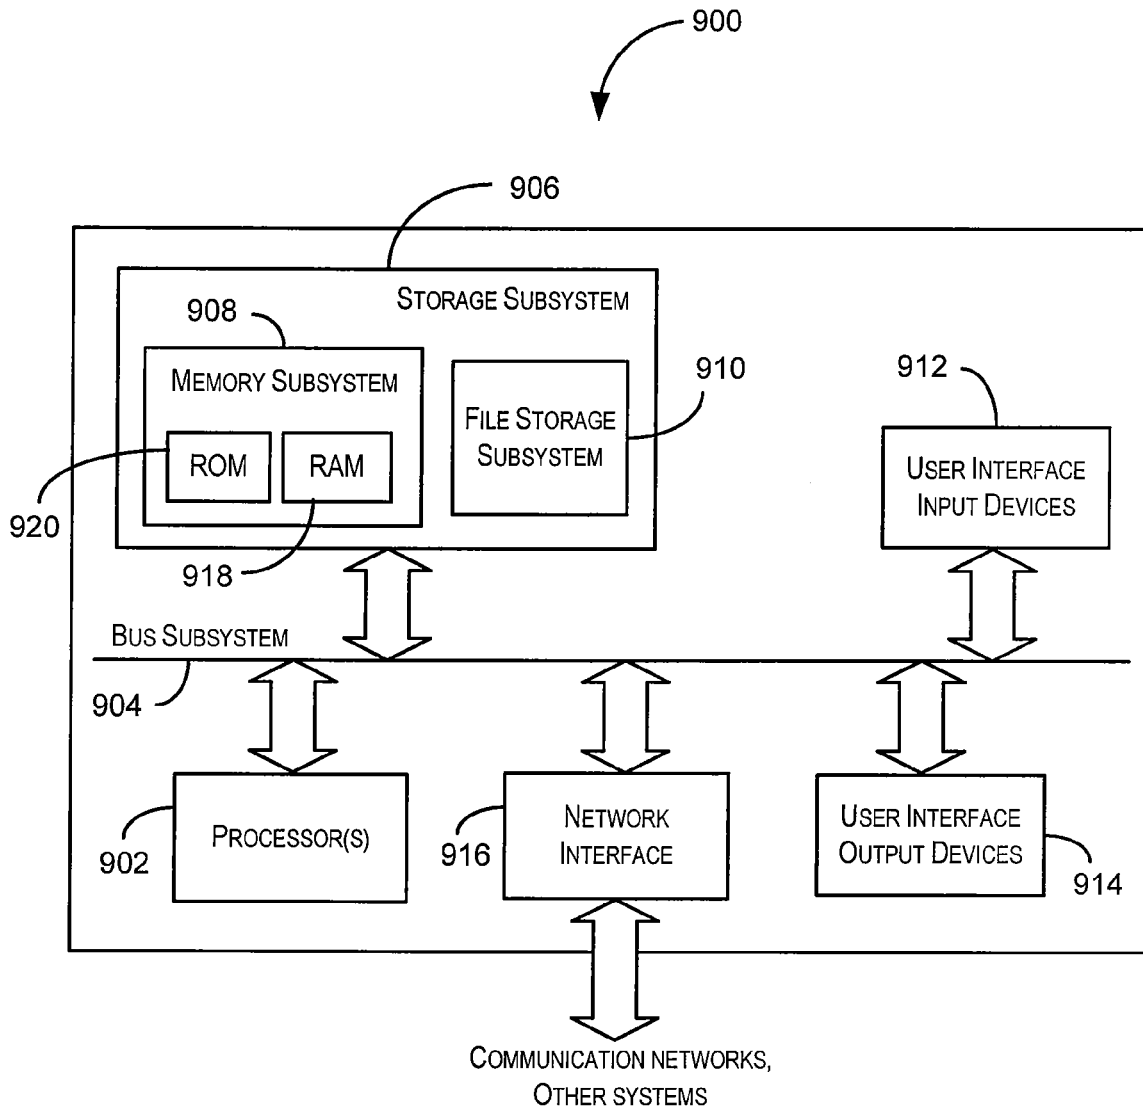 900
906
STORAGE SUBSYSTEM
908
MEMORY SUBSYSTEM
910
912
FILE STORAGE
SUBSYSTEM
USER INTERFACE
INPUT DEVICES
ROM
RAM
920
918
BUS SUBSYSTEM
904
PROCESSOR(S)
902
NETWORK
INTERFACE
916
USER INTERFACE
OUTPUT DEVICES
914
COMMUNICATION NETWORKS,
OTHER SYSTEMS